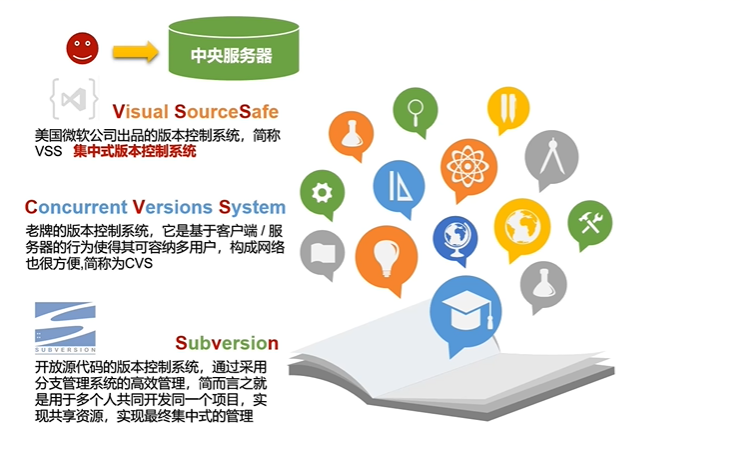 中央服务器
Visual SourceSafe
美国微软公司出品的版本控制系统，简称
VSS 集中式版本控制系统
Concurrent Versions System
老牌的版本控制系统，它是基于客户端 / 服
务器的行为使得其可容纳多用户，构成网络
也很方便,简称为CVS
SUBVERSION
Subversion
开放源代码的版本控制系统，通过采用
分支管理系统的高效管理，简而言之就
是用于多个人共同开发同一个项目，实
现共享资源，实现最终集中式的管理